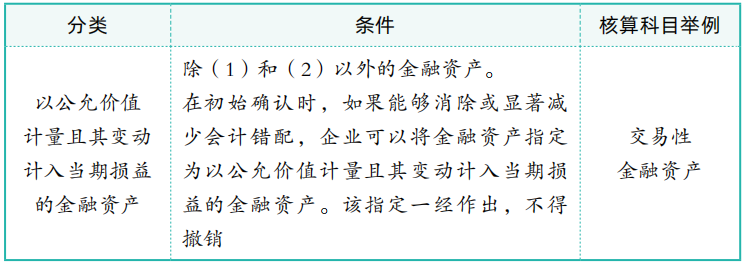 分类 条件 核算科目举例
以公允价值
计量且其变动
计入当期损益
的金融资产
除（1）和（2）以外的金融资产。
在初始确认时，如果能够消除或显著减
少会计错配，企业可以将金融资产指定
为以公允价值计量且其变动计入当期损
益的金融资产。该指定一经作出，不得
撤销
交易性
金融资产